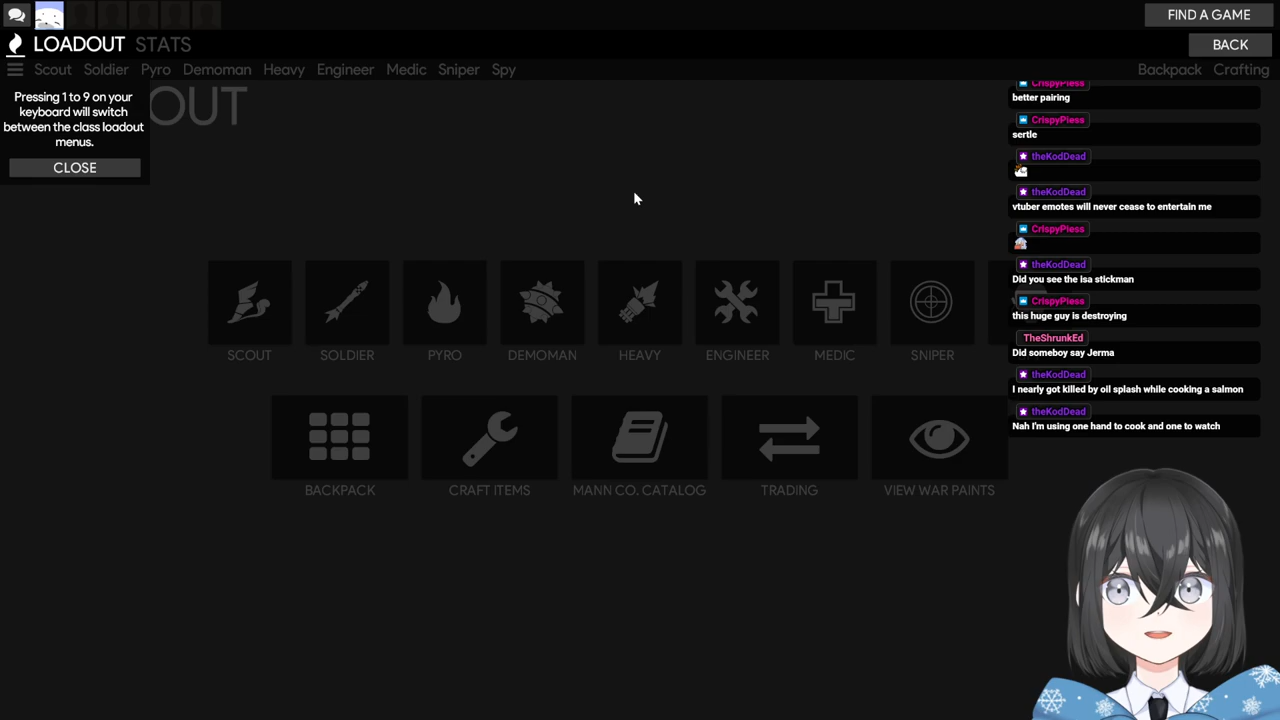 FIND A GAME
LOADOUT STATS
BACK
Scout Soldier Pyro Demoman Heavy Engineer Medic Sniper Spy
Backpack Crafting
Pressing 1 to 9 on your
keyboard will switch
between the class loadout
menus.
CLOSE
OUT
SCOUT
SOLDIER
PYRO
DEMOMAN
HEAVY
ENGINEER
MEDIC
SNIPER
BACKPACK
CRAFT ITEMS
MANN CO. CATALOG
TRADING
VIEW WAR PAINTS
CrispyPless
better pairing
CrispyPless
sertle
theKodDead
theKodDead
vtuber emotes will never cease to entertain me
CrispyPless
theKodDead
Did you see the isa stickman
CrispyPless
this huge guy is destroying
TheShrunkEd
Did someboy say Jerma
theKodDead
I nearly got killed by oil splash while cooking a salmon
theKodDead
Nah I'm using one hand to cook and one to watch